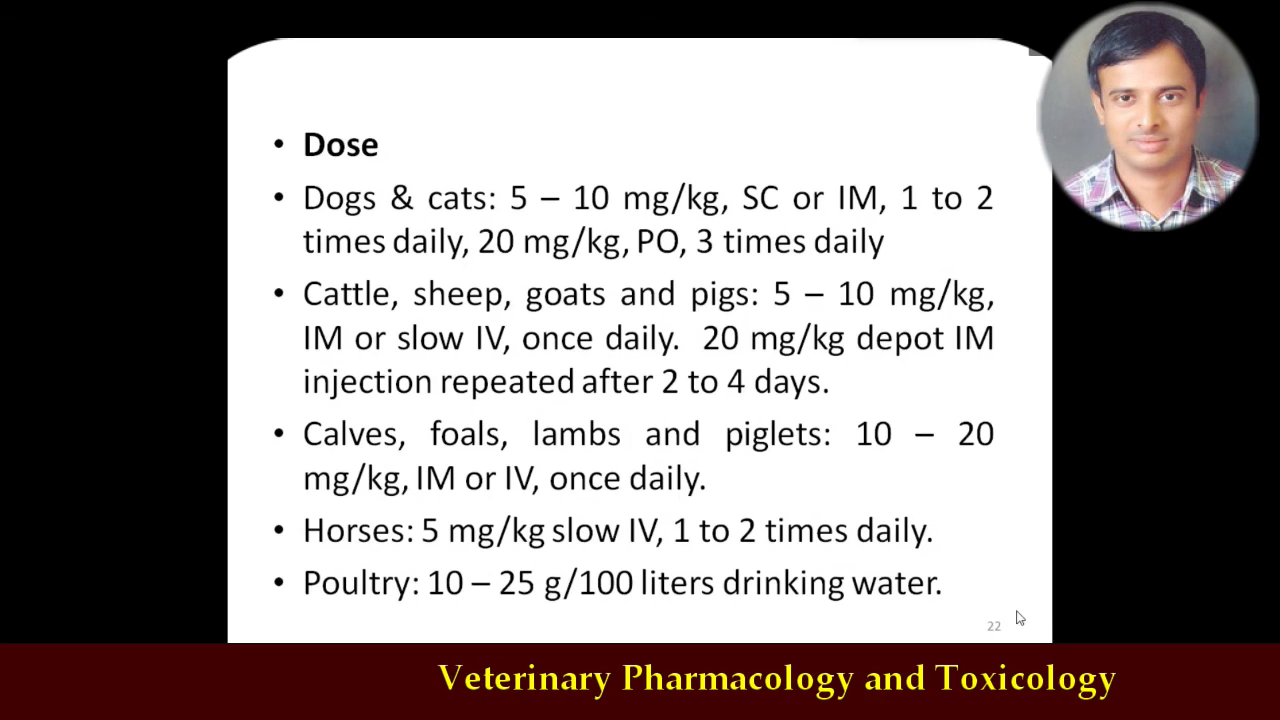 • Dose
• Dogs & cats: 5 – 10 mg/kg, SC or IM, 1 to 2
times daily, 20 mg/kg, PO, 3 times daily
• Cattle, sheep, goats and pigs: 5 – 10 mg/kg,
IM or slow IV, once daily. 20 mg/kg depot IM
injection repeated after 2 to 4 days.
• Calves, foals, lambs and piglets: 10 – 20
mg/kg, IM or IV, once daily.
• Horses: 5 mg/kg slow IV, 1 to 2 times daily.
• Poultry: 10 – 25 g/100 liters drinking water.
22
Veterinary Pharmacology and Toxicology